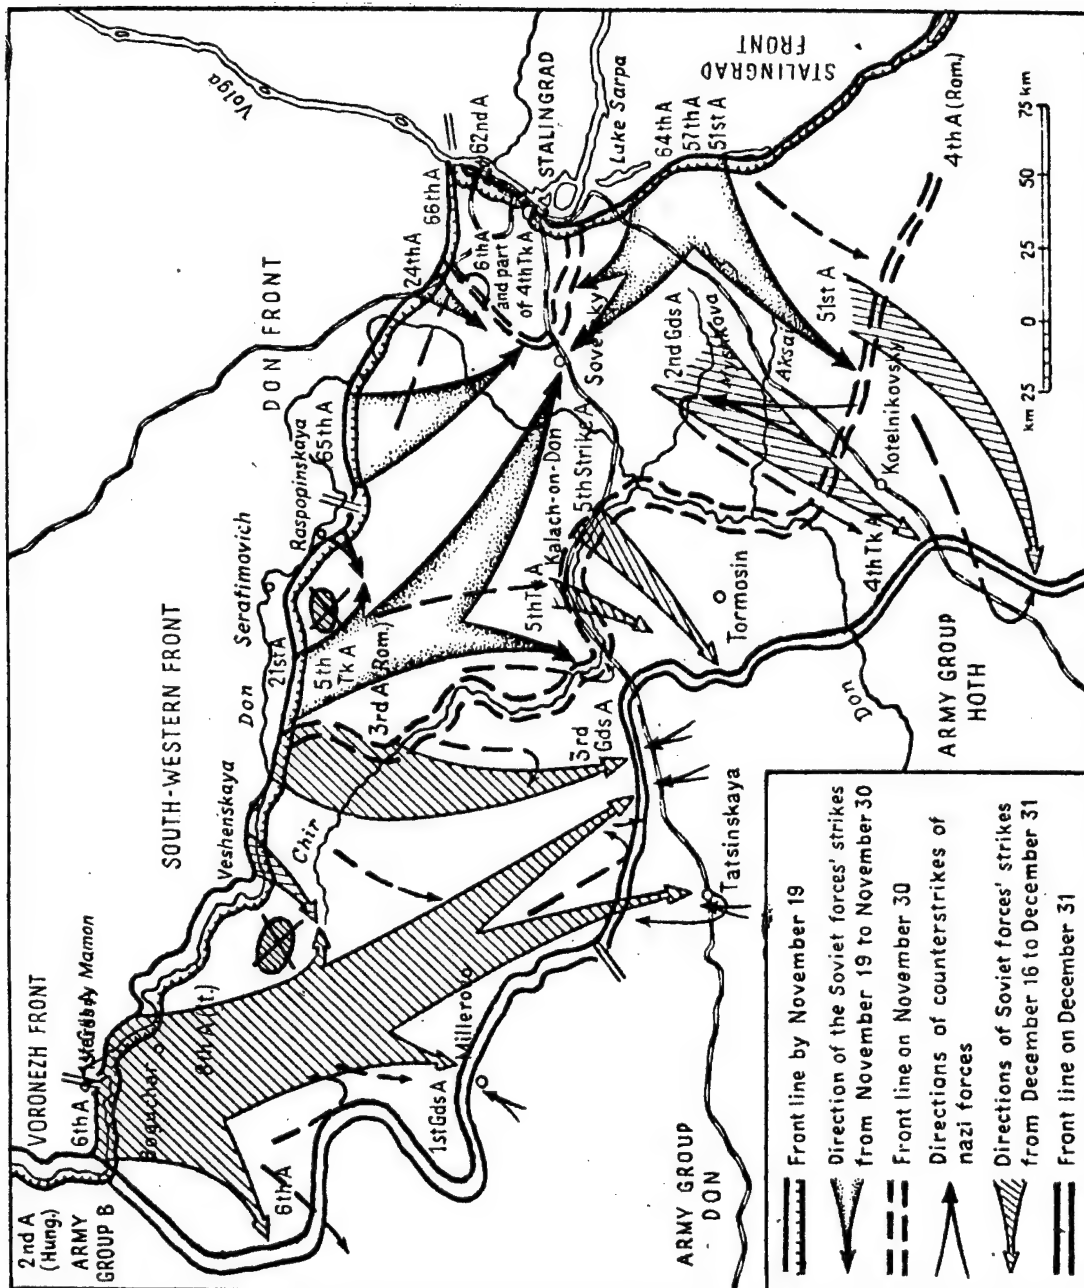 2nd A
(Hung.)
ARMY
GROUP B
VORONEZH FRONT
6th A
1st Gds A
Mamon
Boguchar
8th A (It.)
6th A
1st Gds A
Millerovo
ARMY GROUP
DON
SOUTH-WESTERN FRONT
Veshenskaya
Chir
Don
Serafimovich
21st A
5th
Tk A
3rd A (Rom.)
Raspopinskaya
65th A
DON FRONT
24th A
66th A
Volga
62nd A
6th A
and part
of 4th Tk A
STALINGRAD
Lake Sarpa
STALINGRAD
FRONT
64th A
57th A
51st A
Kalach-on-Don
5th Tk A
5th Strike A
2nd Gds A
Myshkova
Aksai
51st A
4th A (Rom.)
Kotelnikovsky
4th Tk A
3rd
Gds A
Tormosin
Don
Tatsinskaya
ARMY GROUP
HOTH
km 25 0 25 50 75 km
Front line by November 19
Direction of the Soviet forces' strikes
from November 19 to November 30
Front line on November 30
Directions of counterstrikes of
nazi forces
Directions of Soviet forces' strikes
from December 16 to December 31
Front line on December 31